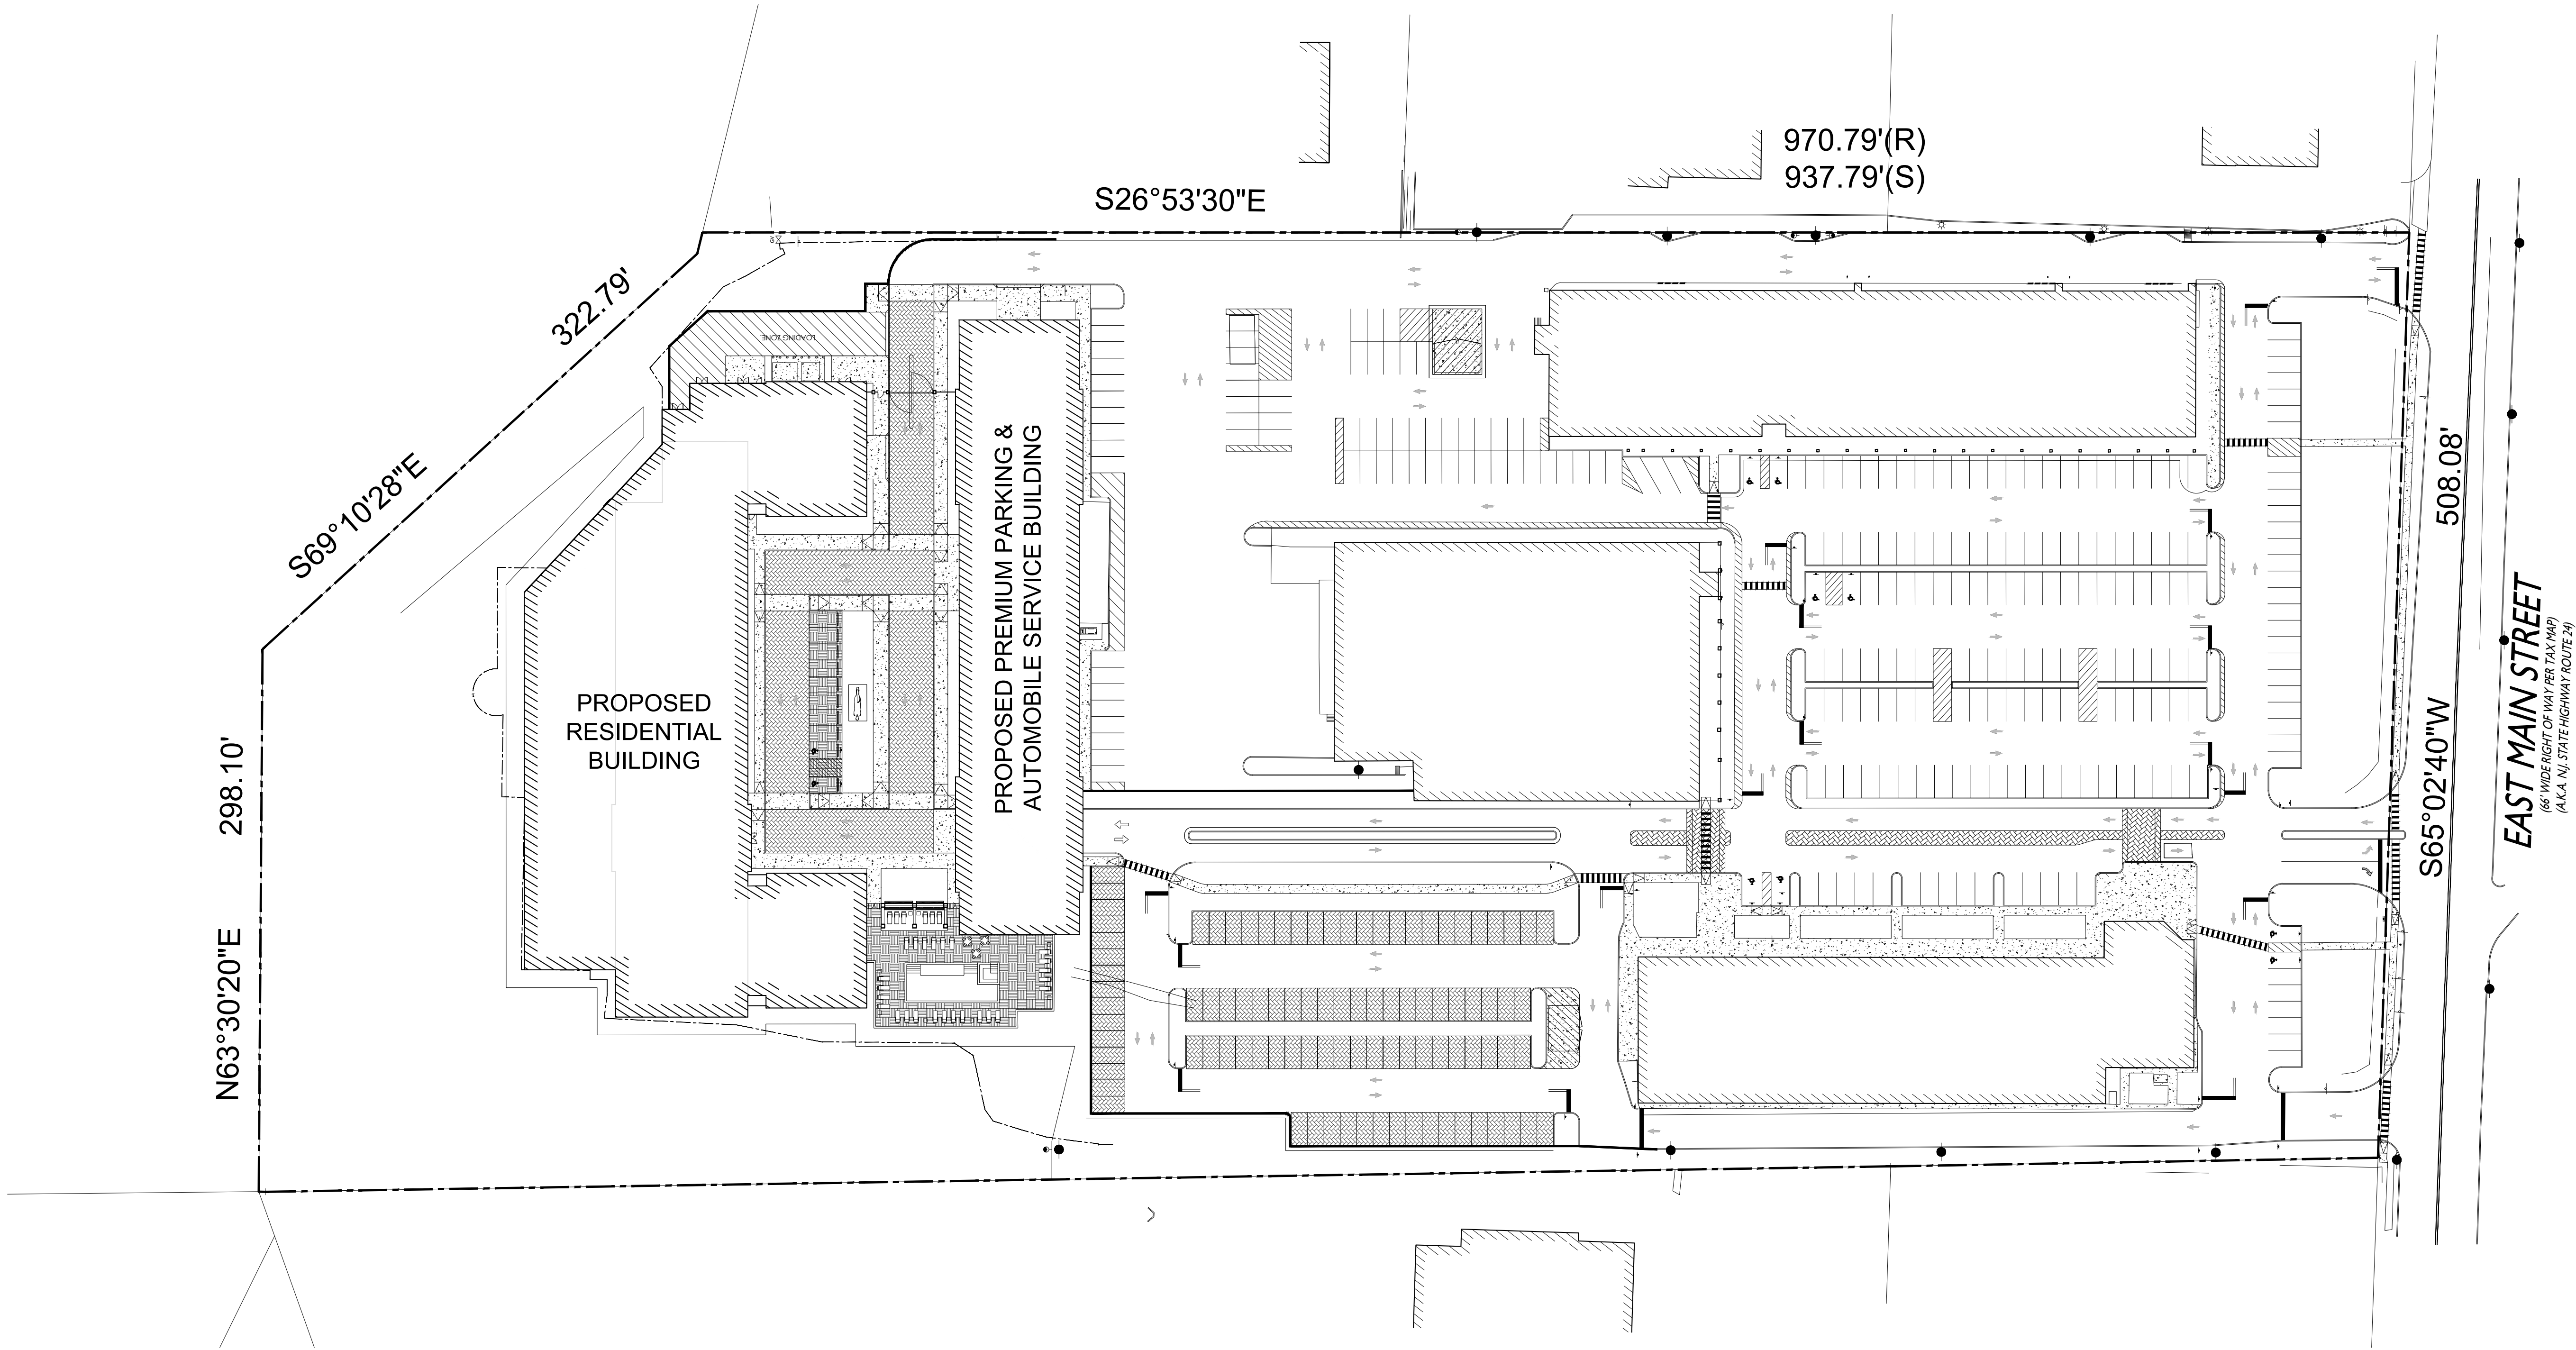 970.79'(R)
937.79'(S)
S26°53'30"E
322.79'
S69°10'28"E
LOADING ZONE
PROPOSED PREMIUM PARKING &
AUTOMOBILE SERVICE BUILDING
PROPOSED
RESIDENTIAL
BUILDING
298.10'
N63°30'20"E
508.08'
S65°02'40"W
EAST MAIN STREET
(66' WIDE RIGHT OF WAY PER TAX MAP)
(A.K.A. N.J. STATE HIGHWAY ROUTE 24)